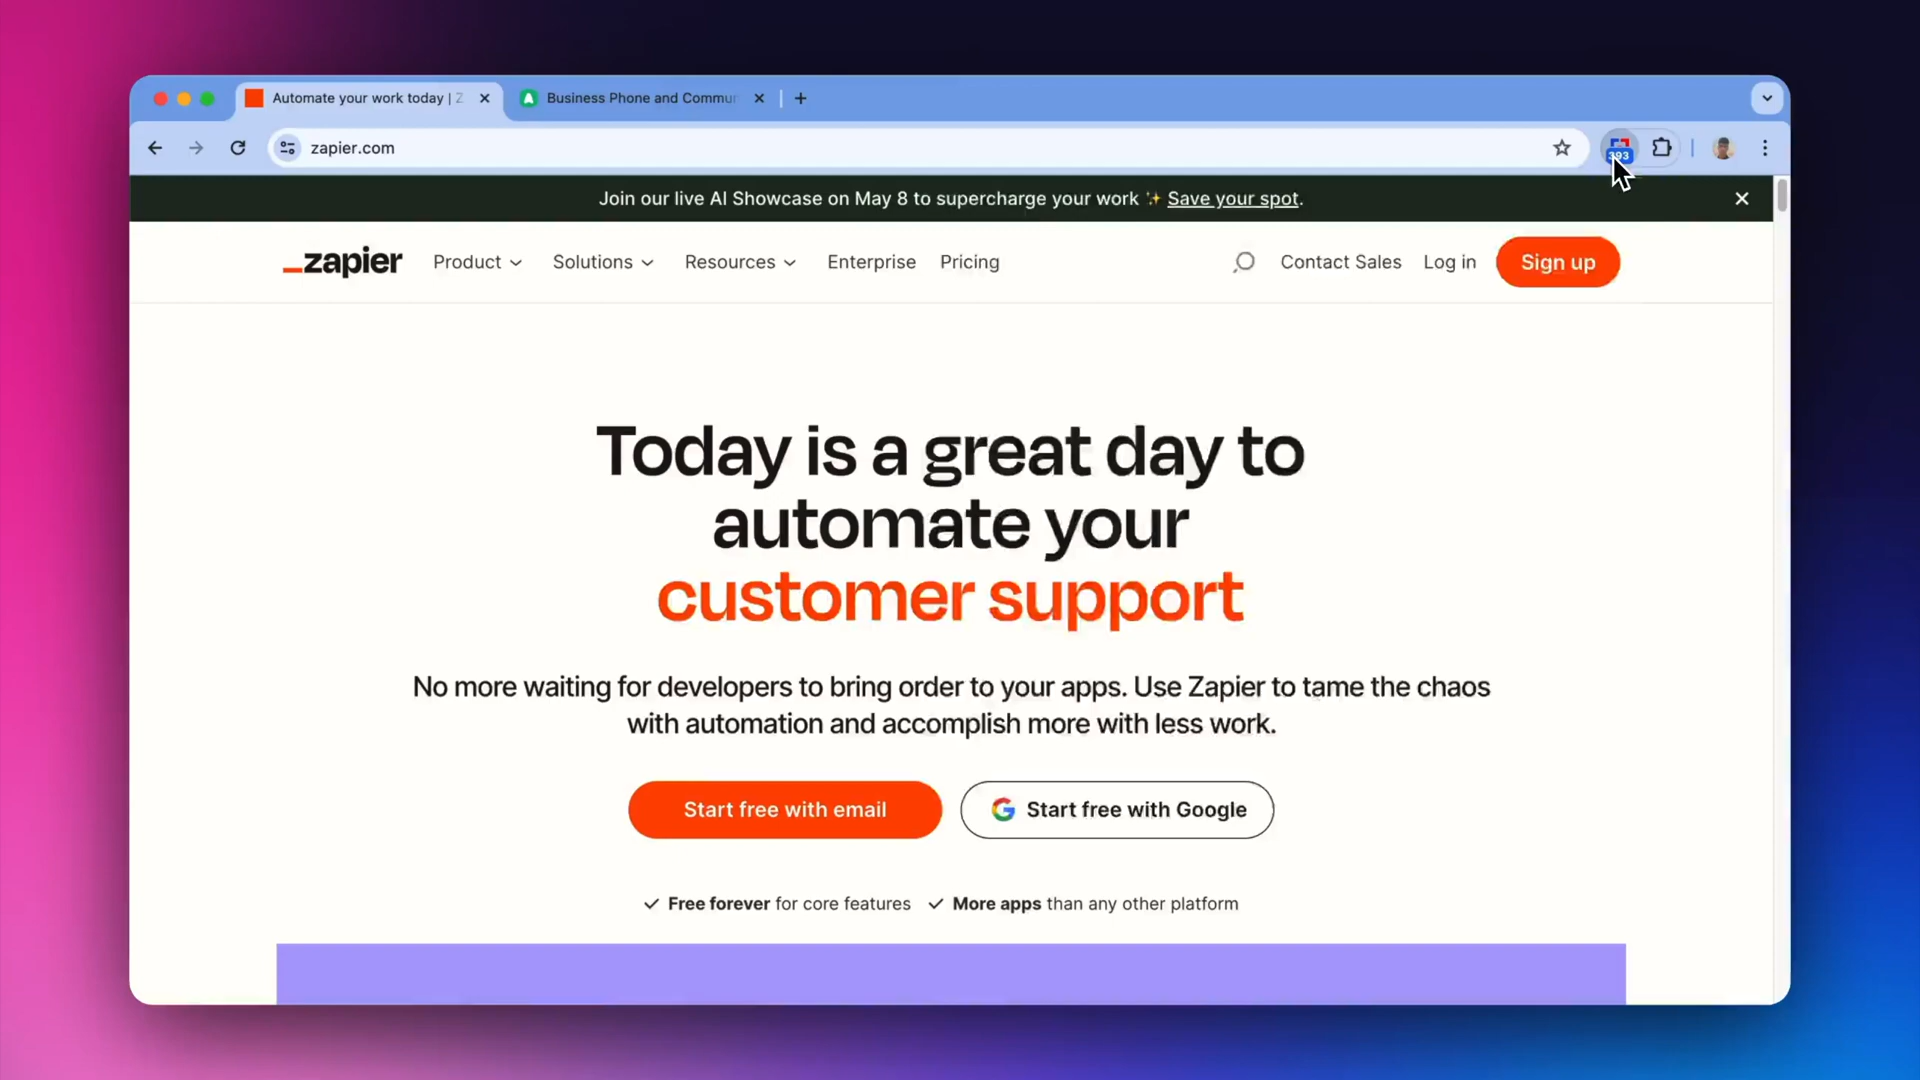 Automate your work today | Z
Business Phone and Commun
zapier.com
393
Join our live AI Showcase on May 8 to supercharge your work ✨ Save your spot.
_zapier
Product
Solutions
Resources
Enterprise
Pricing
Contact Sales
Log in
Sign up
Today is a great day to
automate your
customer support
No more waiting for developers to bring order to your apps. Use Zapier to tame the chaos
with automation and accomplish more with less work.
Start free with email
Start free with Google
Free forever for core features
More apps than any other platform